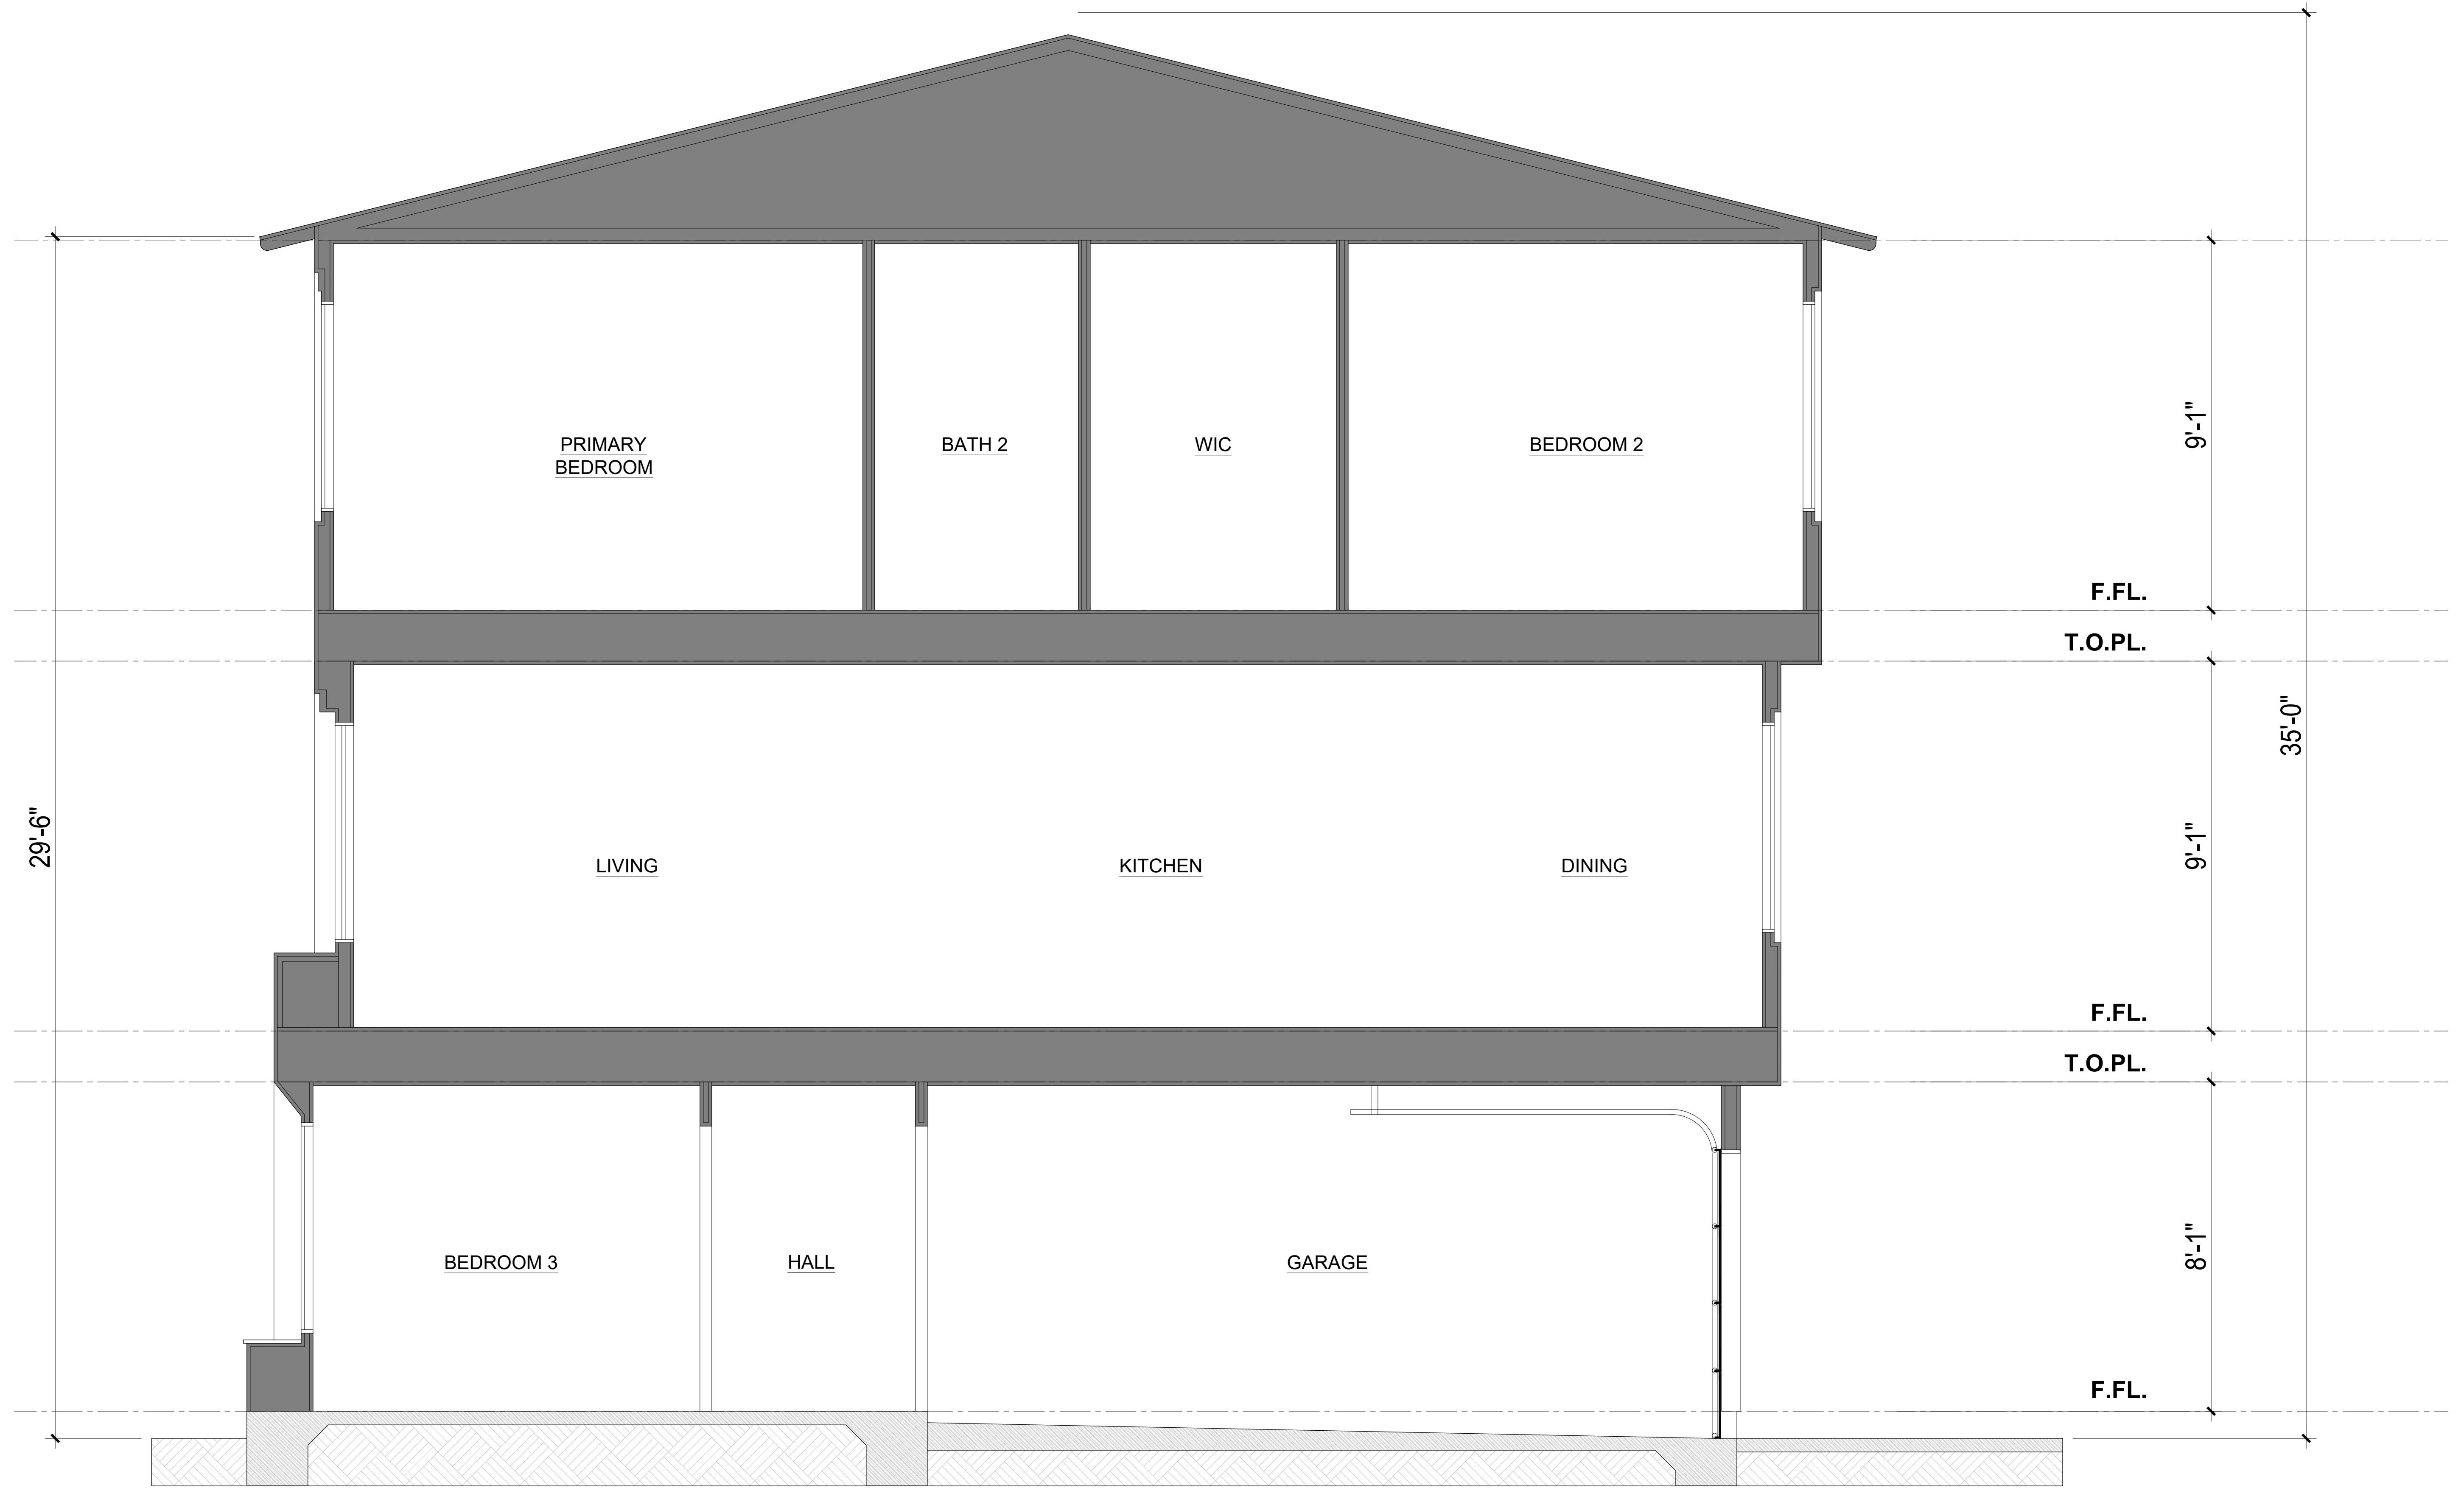 PRIMARY
BEDROOM
BATH 2
WIC
BEDROOM 2
9'-1"
F.FL.
T.O.PL.
35'-0"
29'-6"
LIVING
KITCHEN
DINING
9'-1"
F.FL.
T.O.PL.
BEDROOM 3
HALL
GARAGE
8'-1"
F.FL.